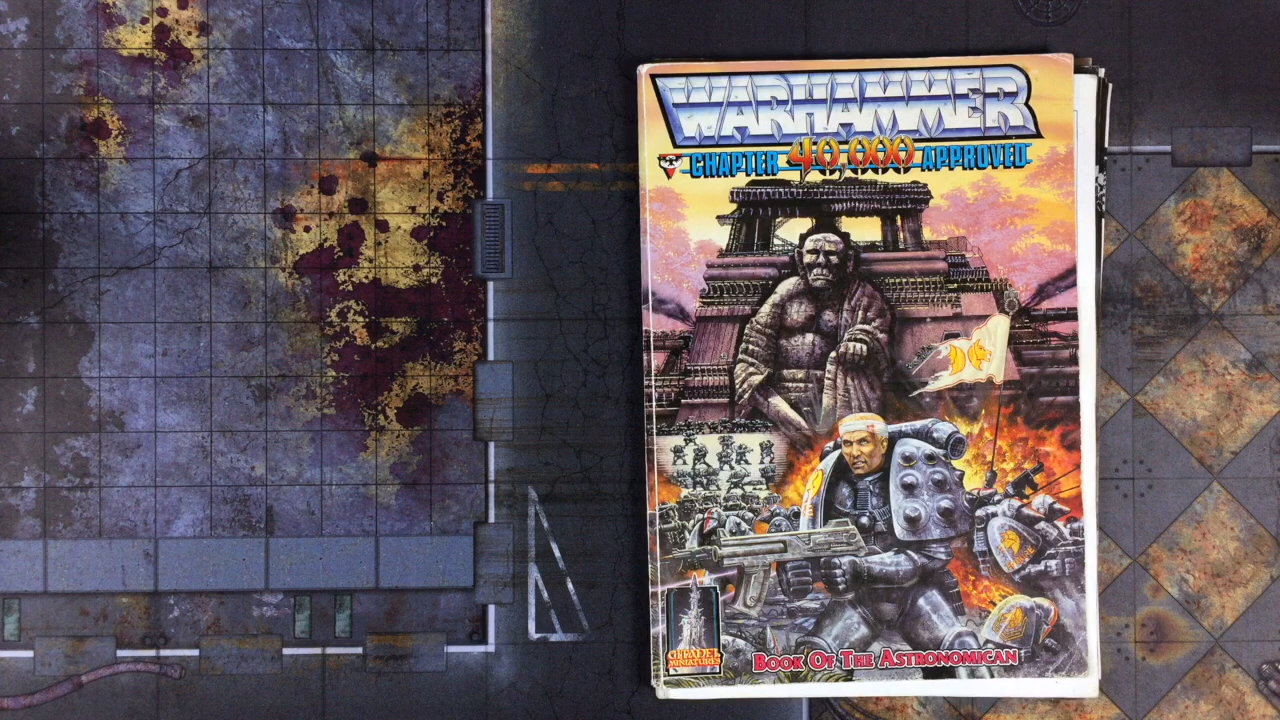 WARHAMMER
CHAPTER 40,000 APPROVED
CITADEL
MINIATURES
BOOK OF THE ASTRONOMICAN